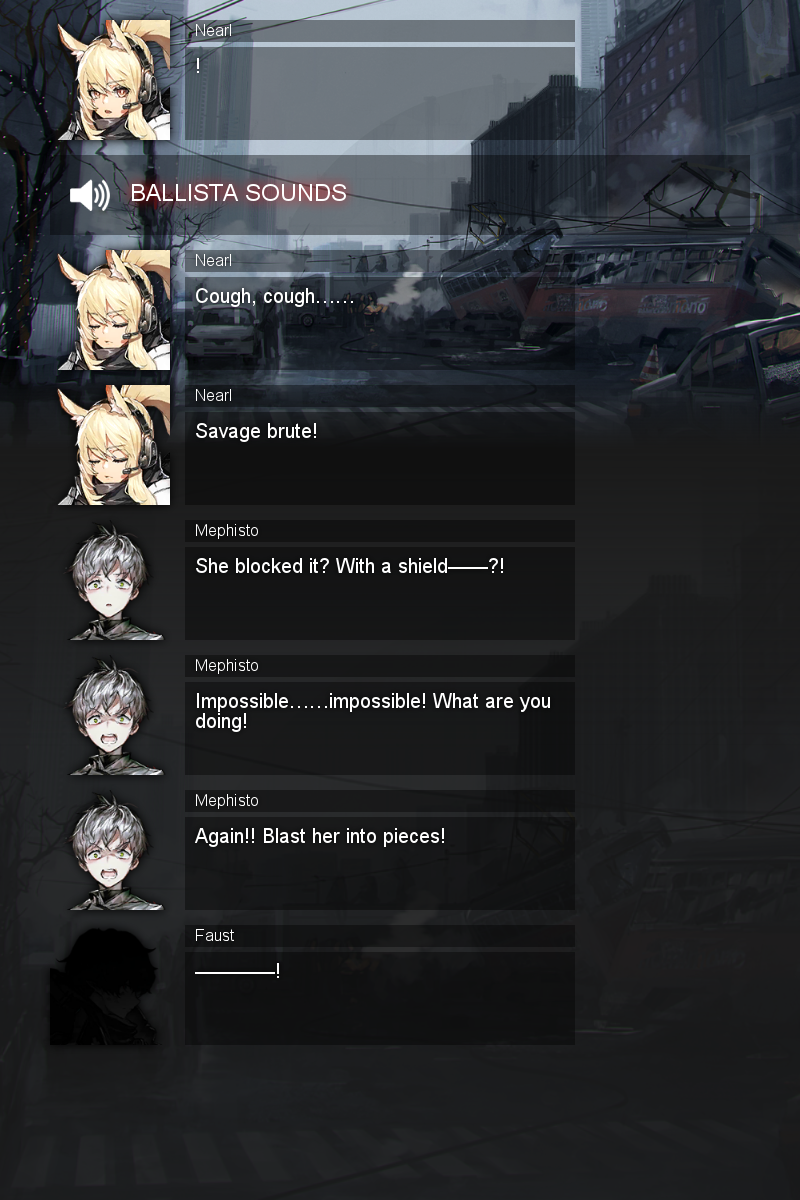 Nearl
!
BALLISTA SOUNDS
Nearl
Cough, cough……
Nearl
Savage brute!
Mephisto
She blocked it? With a shield——?!
Mephisto
Impossible……impossible! What are you
doing!
Mephisto
Again!! Blast her into pieces!
Faust
————!